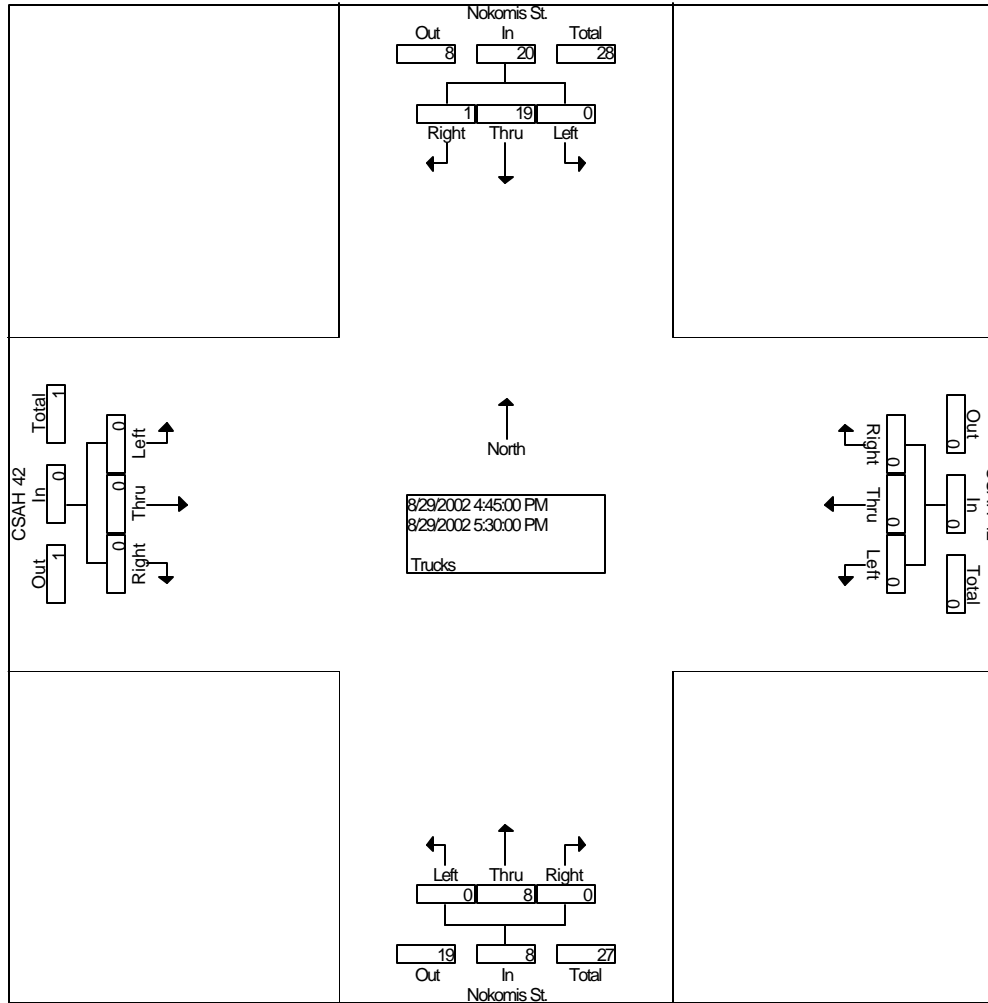 Nokomis St.
Out In Total
8 20 28
1 19 0
Right Thru Left
CSAH 42
Total In Out
1 0 1
0 0 0
Left Thru Right
North
8/29/2002 4:45:00 PM
8/29/2002 5:30:00 PM
Trucks
Right Thru Left
0 0 0
Out In Total
0 0 0
Left Thru Right
0 8 0
19 8 27
Out In Total
Nokomis St.